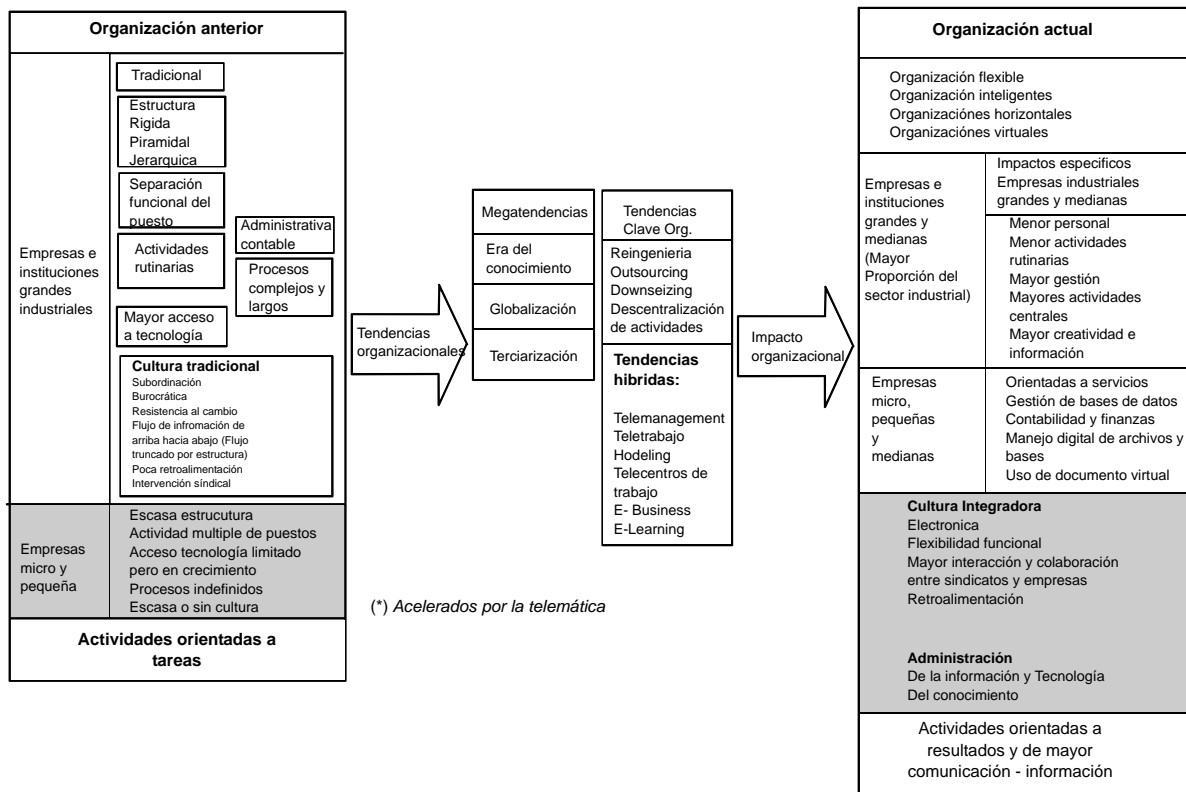 Organización anterior
Empresas e
instituciones
grandes
industriales
Tradicional
Estructura
Rigida
Piramidal
Jerarquica
Separación
funcional del
puesto
Actividades
rutinarias
Mayor acceso
a tecnología
Administrativa
contable
Procesos
complejos y
largos
Cultura tradicional
Subordinación
Burocrática
Resistencia al cambio
Flujo de infromación de
arriba hacia abajo (Flujo
truncado por estructura)
Poca retroalimentación
Intervención síndical
Empresas
micro y
pequeña
Escasa estrucutura
Actividad multiple de puestos
Acceso tecnología limitado
pero en crecimiento
Procesos indefinidos
Escasa o sin cultura
Actividades orientadas a
tareas
Tendencias
organizacionales
Megatendencias
Era del
conocimiento
Globalización
Terciarización
Tendencias
Clave Org.
Reingenieria
Outsourcing
Downseizing
Descentralización
de actividades
Tendencias
hibridas:
Telemanagement
Teletrabajo
Hodeling
Telecentros de
trabajo
E- Business
E-Learning
(*) Acelerados por la telemática
Impacto
organizacional
Organización actual
Organización flexible
Organización inteligentes
Organizaciónes horizontales
Organizaciónes virtuales
Empresas e
instituciones
grandes y
medianas
(Mayor
Proporción del
sector industrial)
Impactos especificos
Empresas industriales
grandes y medianas
Menor personal
Menor actividades
rutinarias
Mayor gestión
Mayores actividades
centrales
Mayor creatividad e
información
Empresas
micro,
pequeñas
y
medianas
Orientadas a servicios
Gestión de bases de datos
Contabilidad y finanzas
Manejo digital de archivos y
bases
Uso de documento virtual
Cultura Integradora
Electronica
Flexibilidad funcional
Mayor interacción y colaboración
entre sindicatos y empresas
Retroalimentación
Administración
De la información y Tecnología
Del conocimiento
Actividades orientadas a
resultados y de mayor
comunicación - información